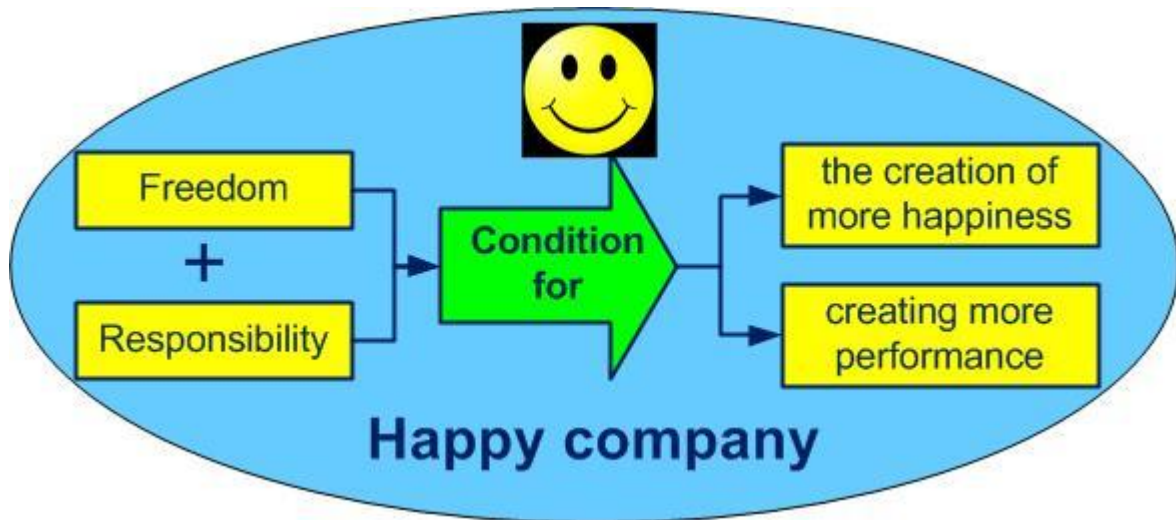 Freedom
+
Responsibility
Condition
for
the creation of
more happiness
creating more
performance
Happy company